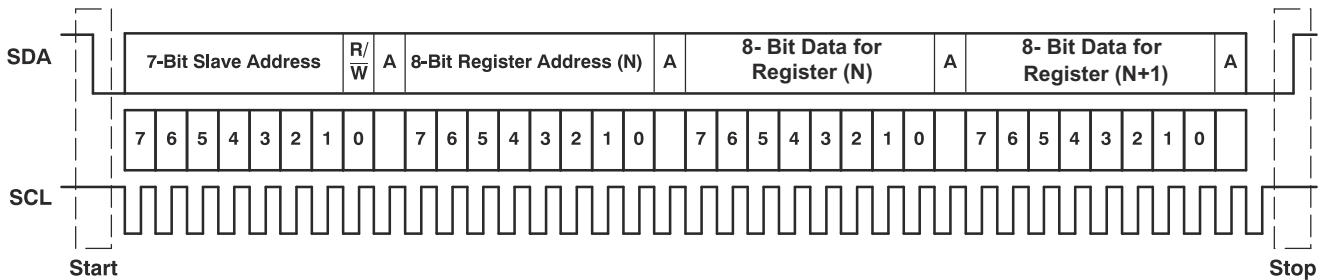 SDA
7-Bit Slave Address
R/
W
A
8-Bit Register Address (N)
A
8- Bit Data for
Register (N)
A
8- Bit Data for
Register (N+1)
A
7 6 5 4 3 2 1 0 7 6 5 4 3 2 1 0 7 6 5 4 3 2 1 0 7 6 5 4 3 2 1 0
SCL
Start
Stop